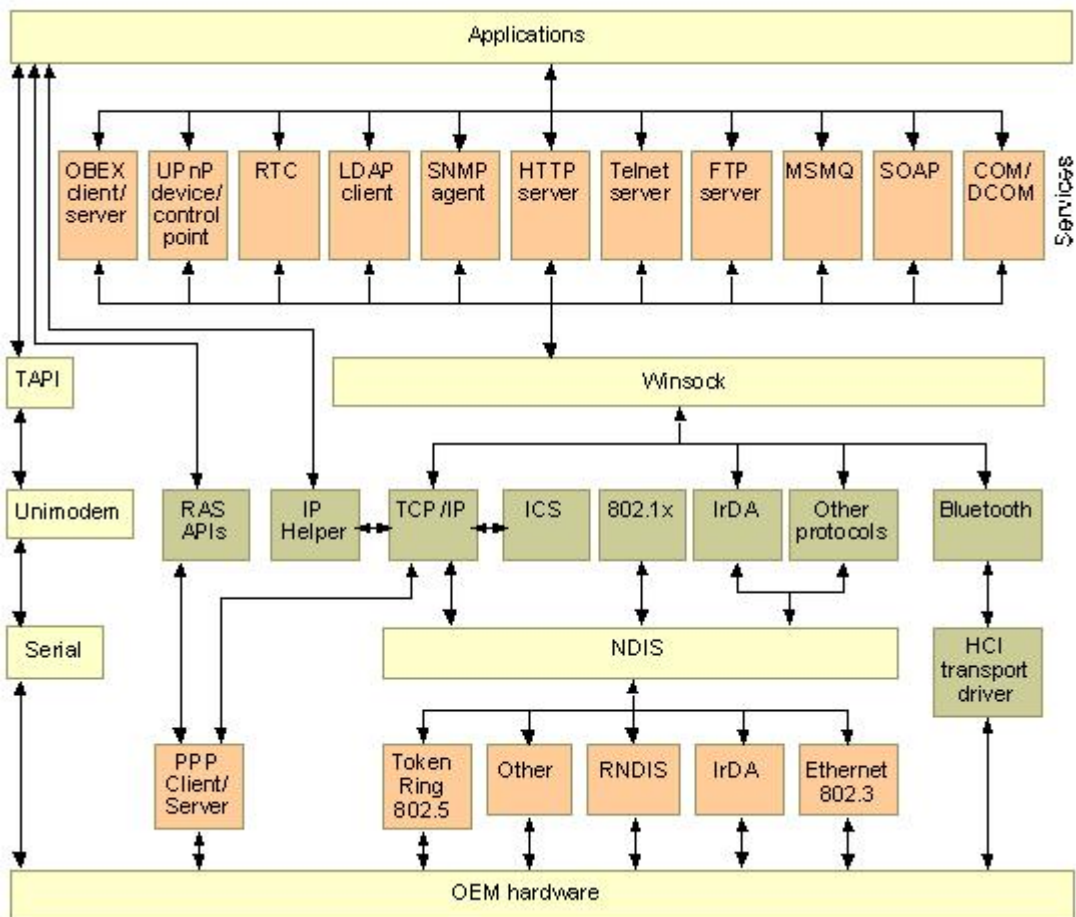 Applications
OBEX
client/
server
UPnP
device/
control
point
RTC
LDAP
client
SNMP
agent
HTTP
server
Telnet
server
FTP
server
MSMQ
SOAP
COM/
DCOM
Services
TAPI
Winsock
Unimodem
RAS
APIs
IP
Helper
TCP/IP
ICS
802.1x
IrDA
Other
protocols
Bluetooth
Serial
NDIS
HCI
transport
driver
PPP
Client/
Server
Token
Ring
802.5
Other
RNDIS
IrDA
Ethernet
802.3
OEM hardware